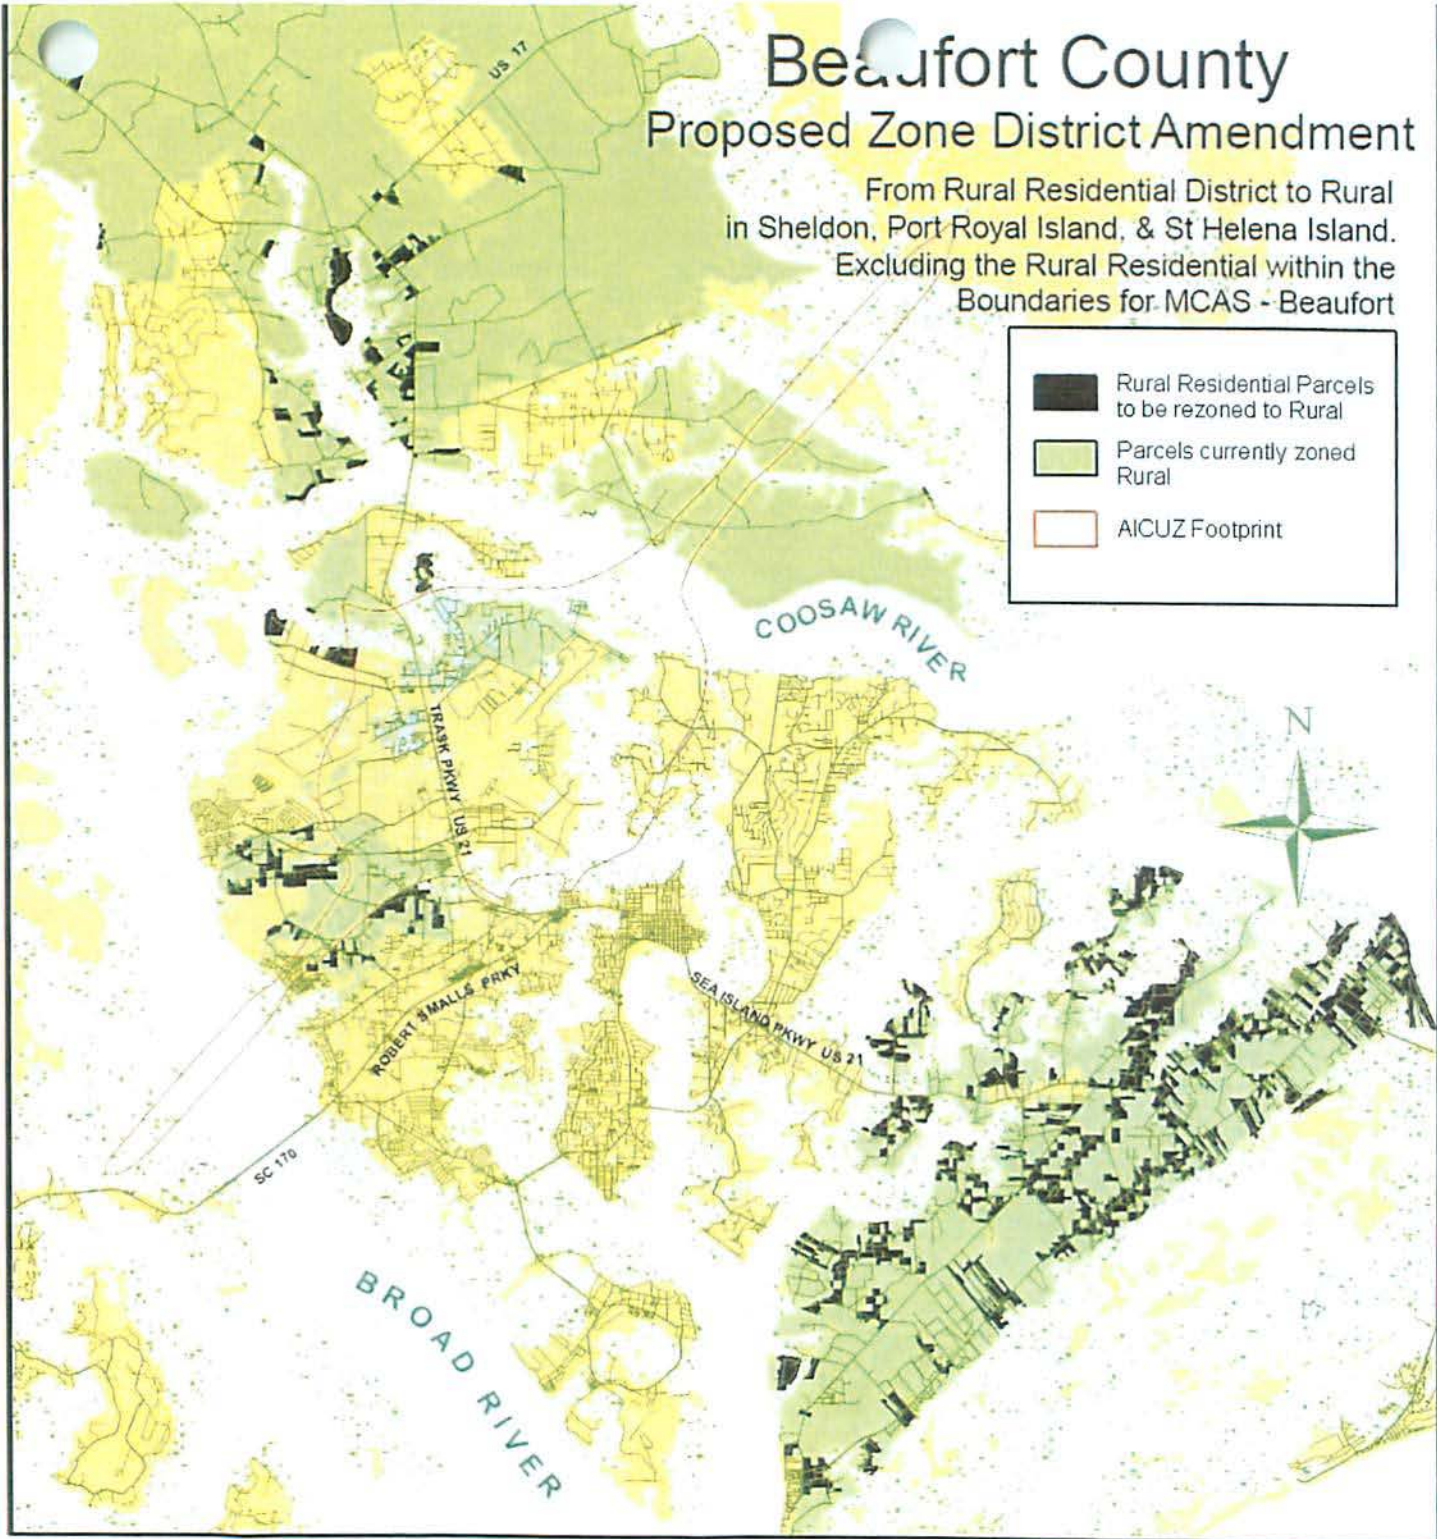 Beaufort County
Proposed Zone District Amendment
From Rural Residential District to Rural
in Sheldon, Port Royal Island, & St Helena Island.
Excluding the Rural Residential within the
Boundaries for MCAS - Beaufort
Rural Residential Parcels
to be rezoned to Rural
Parcels currently zoned
Rural
AICUZ Footprint
US 17
COOSAW RIVER
N
TRASK PKWY US 21
SEA ISLAND PKWY US 21
ROBERT SMALLS PRKY
SC 170
BROAD RIVER